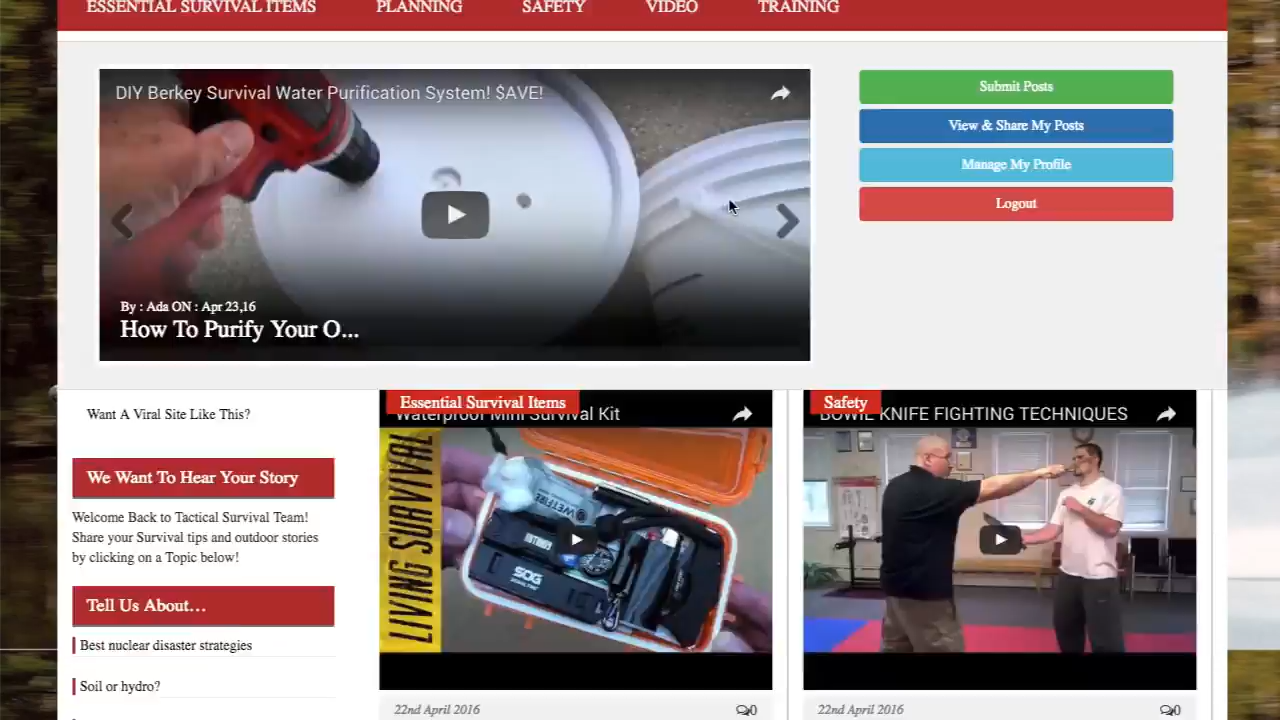 ESSENTIAL SURVIVAL ITEMS PLANNING SAFETY VIDEO TRAINING
DIY Berkey Survival Water Purification System! $AVE!
By : Ada ON : Apr 23,16
How To Purify Your O...
Submit Posts
View & Share My Posts
Manage My Profile
Logout
Want A Viral Site Like This?
We Want To Hear Your Story
Welcome Back to Tactical Survival Team!
Share your Survival tips and outdoor stories
by clicking on a Topic below!
Tell Us About...
Best nuclear disaster strategies
Soil or hydro?
Essential Survival Items
Waterproof Mini Survival Kit
LIVING SURVIVAL
WETFIRE
SOG
22nd April 2016 0
Safety
BOWIE KNIFE FIGHTING TECHNIQUES
22nd April 2016 0